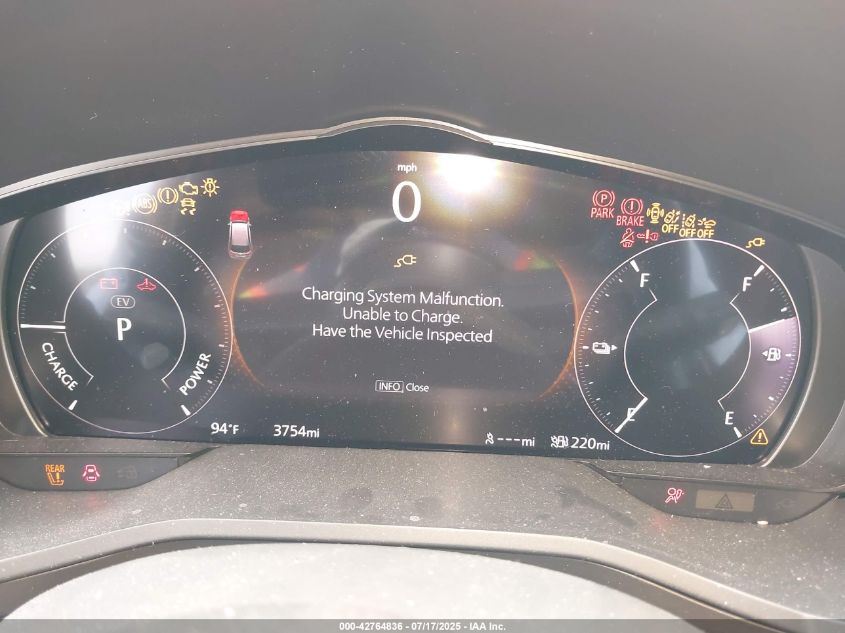 mph
0
ABS
P
PARK
BRAKE
OFF OFF OFF
Charging System Malfunction.
Unable to Charge.
Have the Vehicle Inspected
INFO Close
EV
P
CHARGE
POWER
F
F
E
E
94°F
3754mi
---mi
220mi
REAR
000-42764836 - 07/17/2025 - IAA Inc.